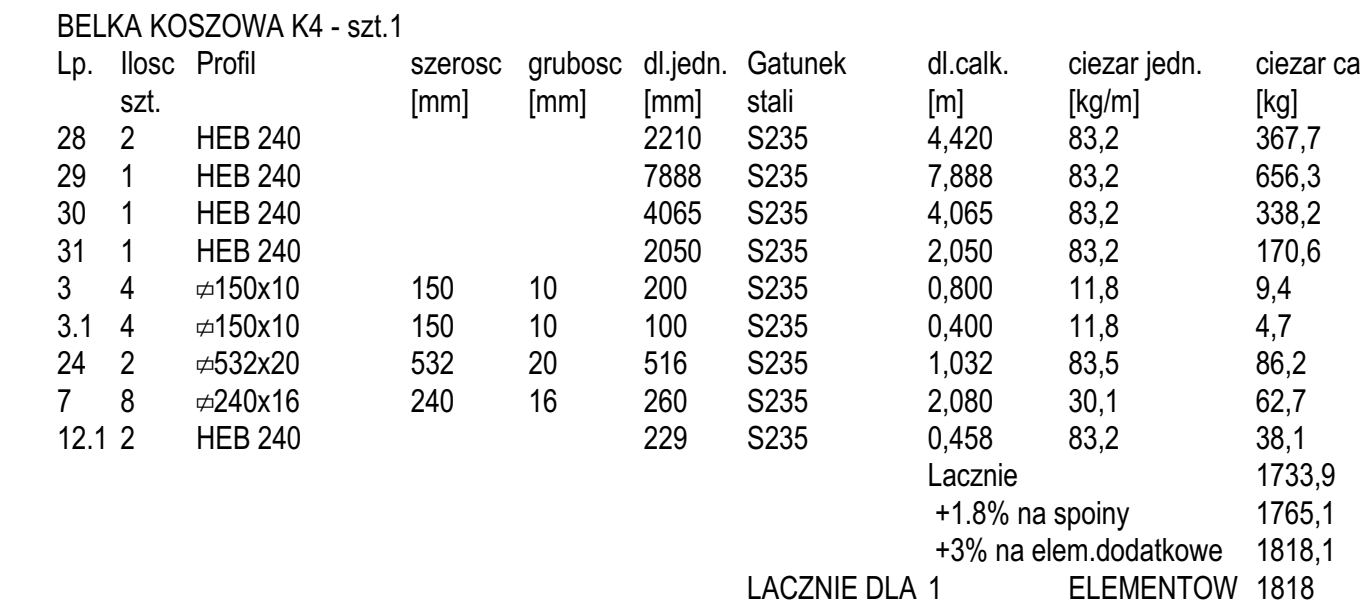 BELKA KOSZOWA K4 - szt.1
Lp. Ilosc Profil szerosc grubosc dl.jedn. Gatunek dl.calk. ciezar jedn. ciezar ca
szt. [mm] [mm] [mm] stali [m] [kg/m] [kg]
28 2 HEB 240 2210 S235 4,420 83,2 367,7
29 1 HEB 240 7888 S235 7,888 83,2 656,3
30 1 HEB 240 4065 S235 4,065 83,2 338,2
31 1 HEB 240 2050 S235 2,050 83,2 170,6
3 4 ⏥150x10 150 10 200 S235 0,800 11,8 9,4
3.1 4 ⏥150x10 150 10 100 S235 0,400 11,8 4,7
24 2 ⏥532x20 532 20 516 S235 1,032 83,5 86,2
7 8 ⏥240x16 240 16 260 S235 2,080 30,1 62,7
12.1 2 HEB 240 229 S235 0,458 83,2 38,1
Lacznie 1733,9
+1.8% na spoiny 1765,1
+3% na elem.dodatkowe 1818,1
LACZNIE DLA 1 ELEMENTOW 1818